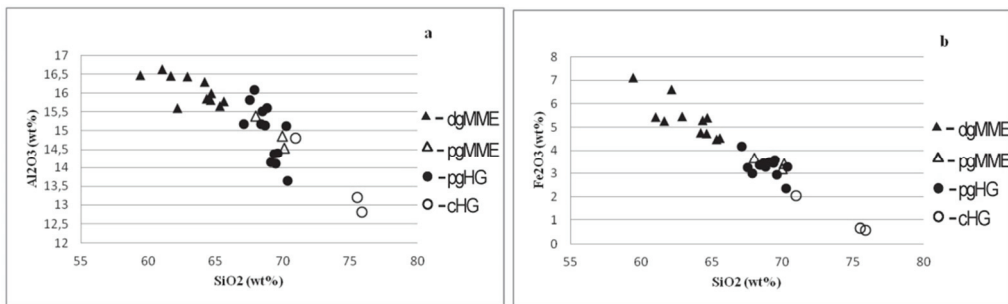 a
17
16,5
16
15,5
15
14,5
14
13,5
13
12,5
12
Al2O3 (wt%)
55 60 65 70 75 80
SiO2 (wt%)
▲ – dgMME
△ – pgMME
● – pgHG
○ – cHG
b
8
7
6
5
4
3
2
1
0
Fe2O3 (wt%)
55 60 65 70 75 80
SiO2 (wt%)
▲ – dgMME
△ – pgMME
● – pgHG
○ – cHG